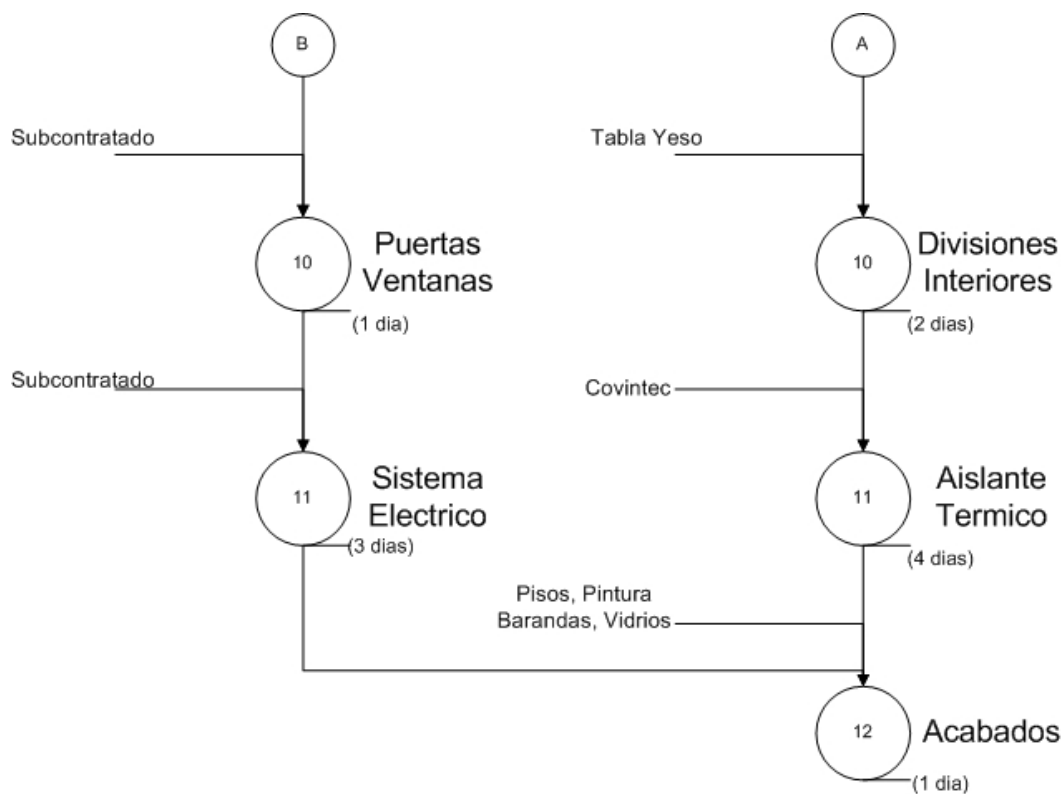 B
A
Subcontratado
Tabla Yeso
10
Puertas
Ventanas
(1 dia)
10
Divisiones
Interiores
(2 dias)
Subcontratado
Covintec
11
Sistema
Electrico
(3 dias)
11
Aislante
Termico
(4 dias)
Pisos, Pintura
Barandas, Vidrios
12
Acabados
(1 dia)